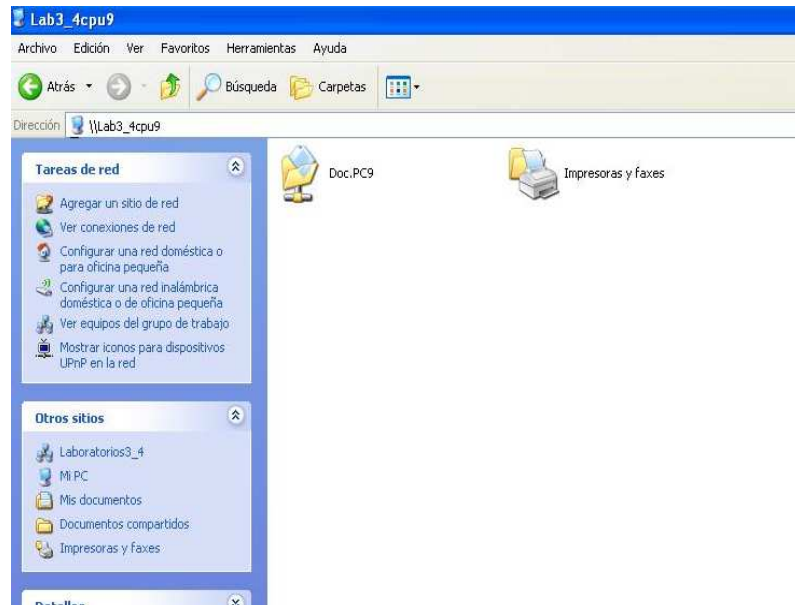 Lab3_4cpu9
Archivo Edición Ver Favoritos Herramientas Ayuda
Atrás Búsqueda Carpetas
Dirección \\Lab3_4cpu9
Tareas de red
Agregar un sitio de red
Ver conexiones de red
Configurar una red doméstica o
para oficina pequeña
Configurar una red inalámbrica
doméstica o de oficina pequeña
Ver equipos del grupo de trabajo
Mostrar iconos para dispositivos
UPnP en la red
Otros sitios
Laboratorios3_4
Mi PC
Mis documentos
Documentos compartidos
Impresoras y faxes
Detalles
Doc.PC9
Impresoras y faxes